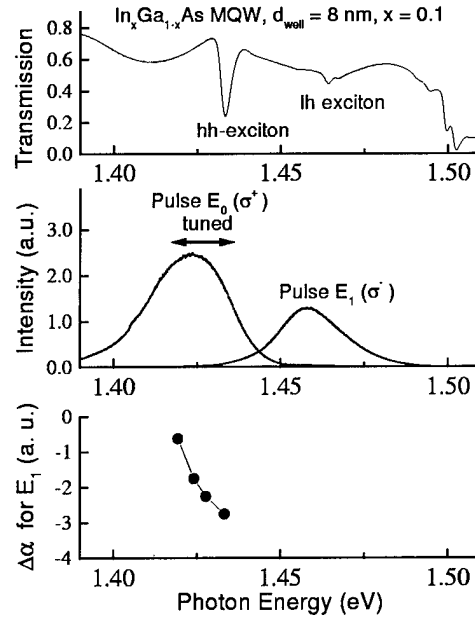 InxGa1-xAs MQW, dwell = 8 nm, x = 0.1
Transmission
0.8
0.6
0.4
0.2
0.0
hh-exciton
lh exciton
1.40
1.45
1.50
Intensity (a.u.)
3.0
2.0
1.0
0.0
Pulse E0 (σ+)
tuned
Pulse E1 (σ-)
1.40
1.45
1.50
Δα for E1 (a. u.)
0
-1
-2
-3
-4
1.40
1.45
1.50
Photon Energy (eV)